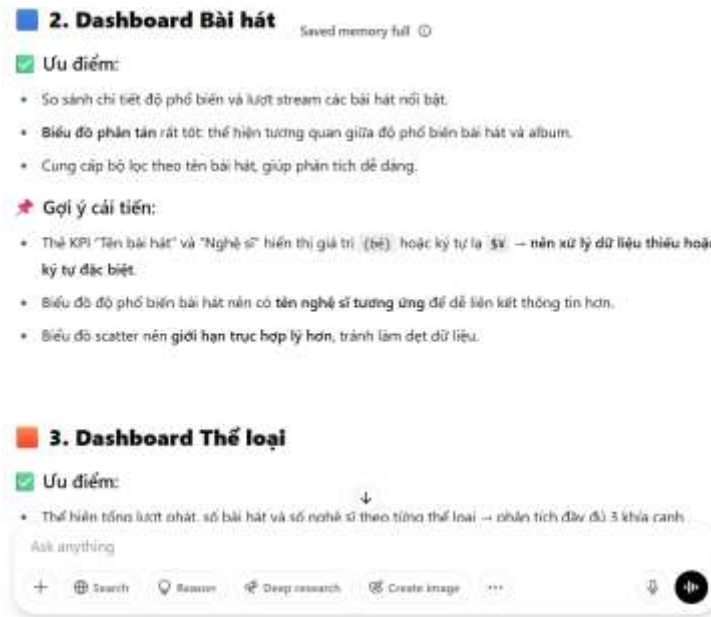 2. Dashboard Bài hát
Saved memory full
Ưu điểm:
• So sánh chi tiết độ phổ biến và lượt stream các bài hát nổi bật.
• Biểu đồ phân tán rất tốt: thể hiện tương quan giữa độ phổ biến bài hát và album.
• Cung cấp bộ lọc theo tên bài hát, giúp phân tích dễ dàng.
Gợi ý cải tiến:
• Thẻ KPI "Tên bài hát" và "Nghệ sĩ" hiển thị giá trị (bé) hoặc ký tự lạ $¥ → nên xử lý dữ liệu thiếu hoặc
ký tự đặc biệt.
• Biểu đồ độ phổ biến bài hát nên có tên nghệ sĩ tương ứng để dễ liên kết thông tin hơn.
• Biểu đồ scatter nên giới hạn trục hợp lý hơn, tránh làm dẹt dữ liệu.
3. Dashboard Thể loại
Ưu điểm:
• Thể hiện tổng lượt phát, số bài hát và số nghệ sĩ theo từng thể loại → phân tích đầy đủ 3 khía cạnh
Ask anything
Search Reason Deep research Create image